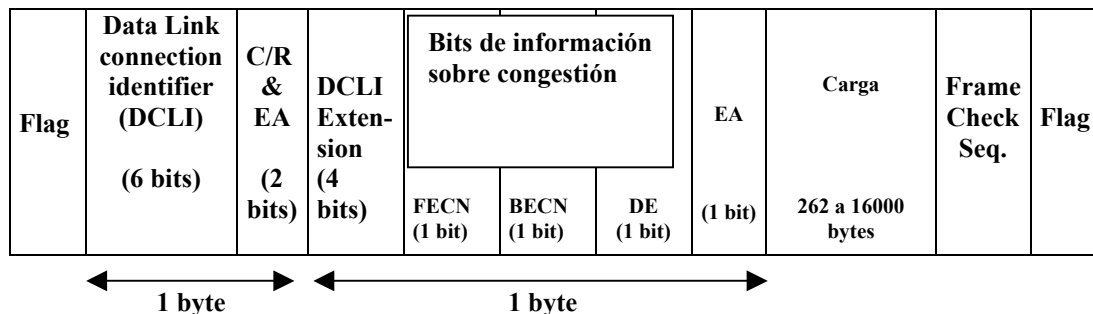 Flag
Data Link
connection
identifier
(DCLI)
(6 bits)
C/R
&
EA
(2
bits)
DCLI
Exten-
sion
(4
bits)
Bits de información
sobre congestión
FECN
(1 bit)
BECN
(1 bit)
DE
(1 bit)
EA
(1 bit)
Carga
262 a 16000
bytes
Frame
Check
Seq.
Flag
1 byte
1 byte